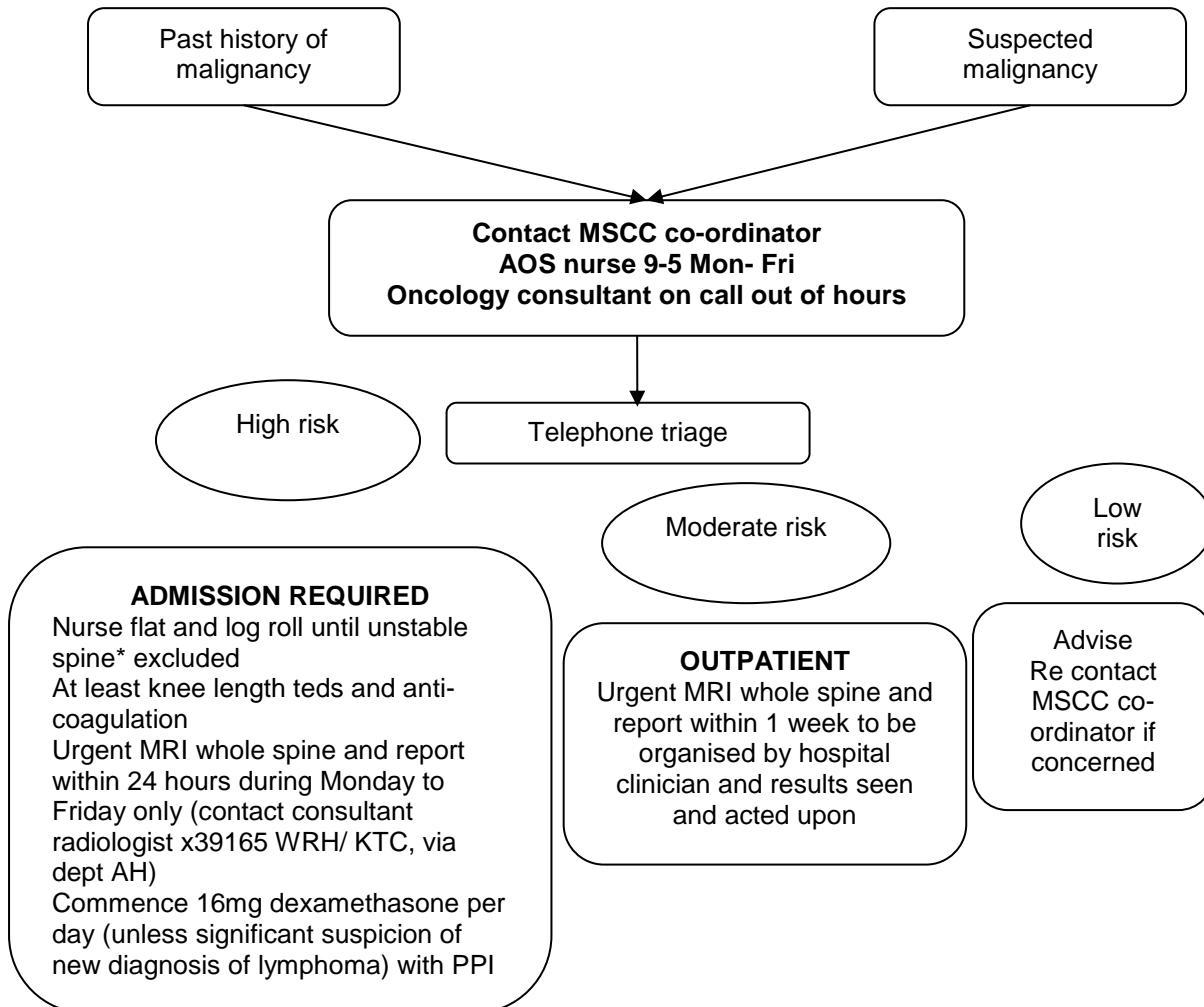 Past history of
malignancy
Suspected
malignancy
Contact MSCC co-ordinator
AOS nurse 9-5 Mon- Fri
Oncology consultant on call out of hours
High risk
Telephone triage
Moderate risk
Low
risk
ADMISSION REQUIRED
Nurse flat and log roll until unstable
spine* excluded
At least knee length teds and anti-
coagulation
Urgent MRI whole spine and report
within 24 hours during Monday to
Friday only (contact consultant
radiologist x39165 WRH/ KTC, via
dept AH)
Commence 16mg dexamethasone per
day (unless significant suspicion of
new diagnosis of lymphoma) with PPI
OUTPATIENT
Urgent MRI whole spine and
report within 1 week to be
organised by hospital
clinician and results seen
and acted upon
Advise
Re contact
MSCC co-
ordinator if
concerned